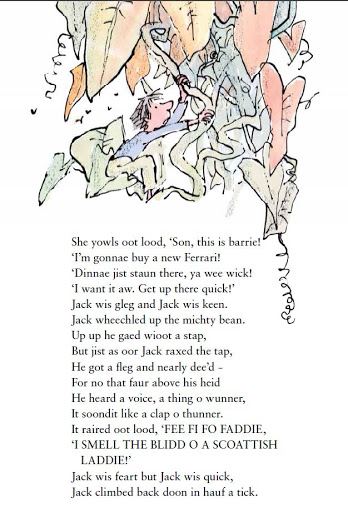 She yowls oot lood, ‘Son, this is barrie!
‘I’m gonnae buy a new Ferrari!
‘Dinnae jist staun there, ya wee wick!
‘I want it aw. Get up there quick!’
Jack wis gleg and Jack wis keen.
Jack wheechled up the michty bean.
Up up he gaed wioot a stap,
But jist as oor Jack raxed the tap,
He got a fleg and nearly dee’d –
For no that faur above his heid
He heard a voice, a thing o wunner,
It soondit like a clap o thunner.
It raired oot lood, ‘FEE FI FO FADDIE,
‘I SMELL THE BLIDD O A SCOATTISH
LADDIE!’
Jack wis feart but Jack wis quick,
Jack climbed back doon in hauf a tick.